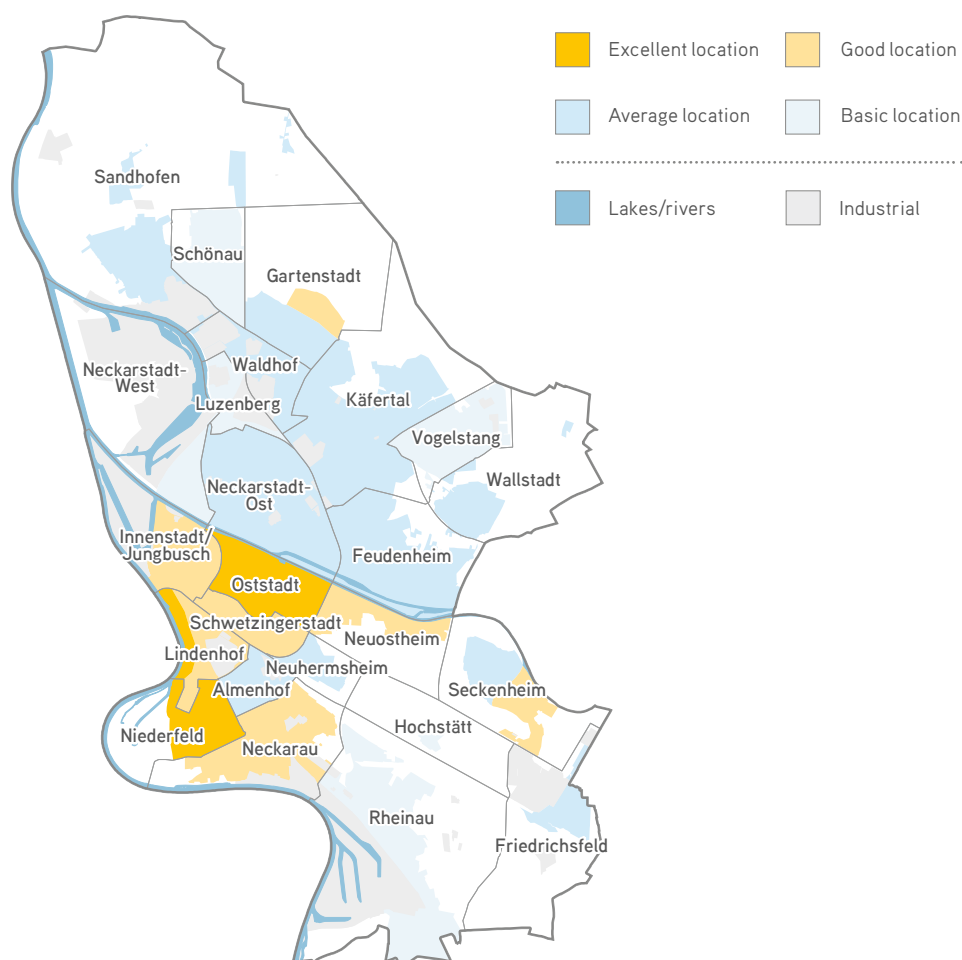 Excellent location
Good location
Average location
Basic location
Lakes/rivers
Industrial
Sandhofen
Schönau
Gartenstadt
Waldhof
Neckarstadt-
West
Luzenberg
Käfertal
Vogelstang
Wallstadt
Neckarstadt-
Ost
Innenstadt/
Jungbusch
Feudenheim
Oststadt
Schwetzingerstadt
Neuostheim
Lindenhof
Neuhermsheim
Almenhof
Seckenheim
Hochstätt
Niederfeld
Neckarau
Rheinau
Friedrichsfeld